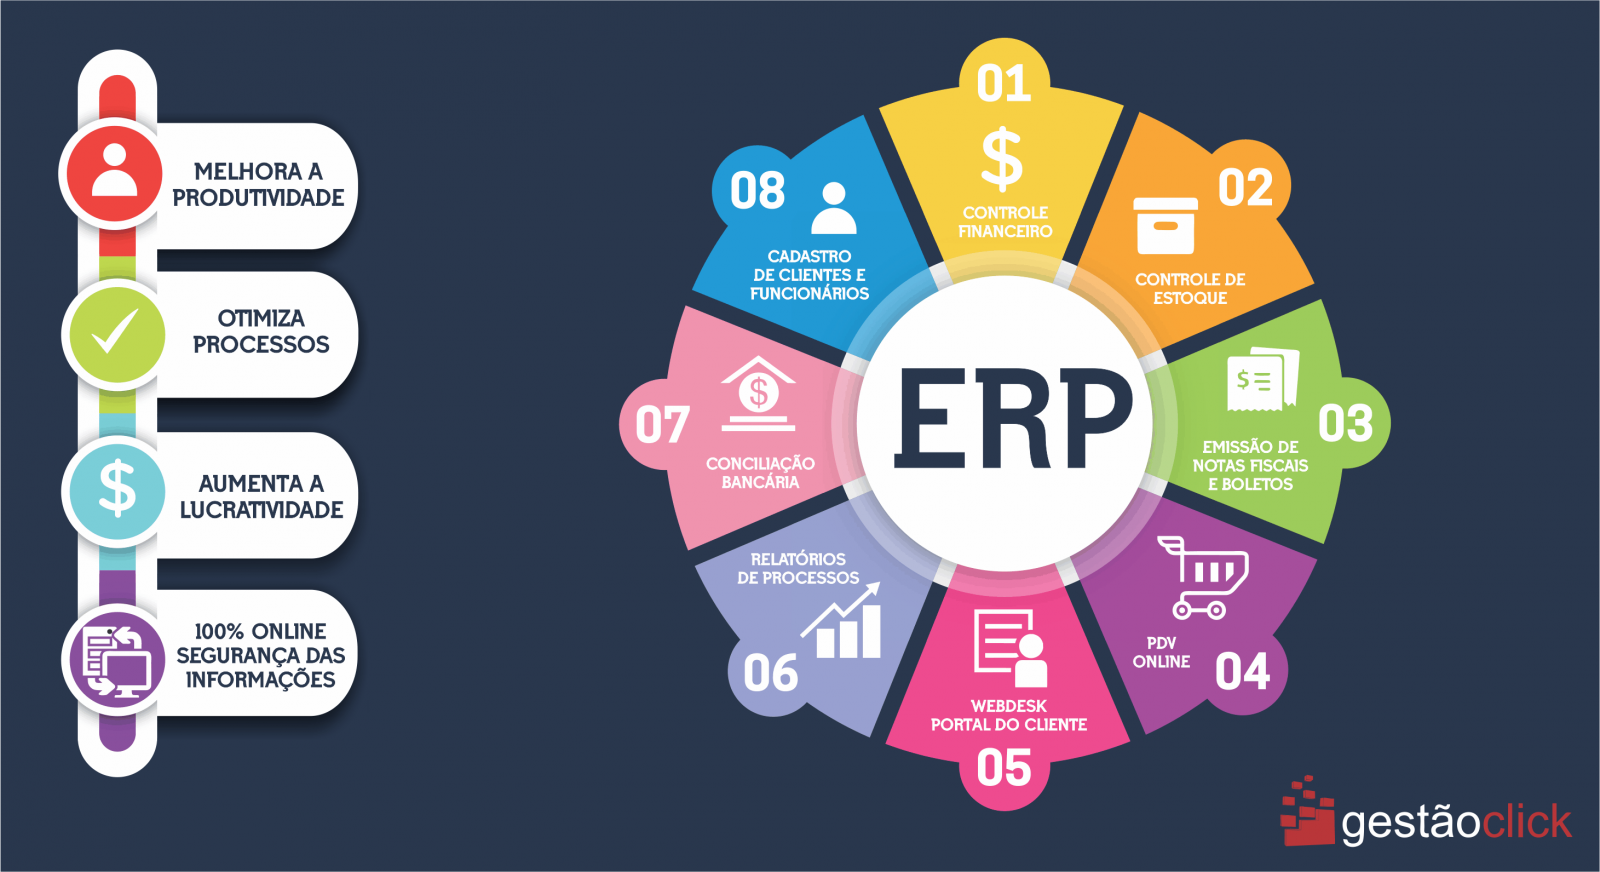 MELHORA A
PRODUTIVIDADE
OTIMIZA
PROCESSOS
AUMENTA A
LUCRATIVIDADE
100% ONLINE
SEGURANÇA DAS
INFORMAÇÕES
ERP
01
$
CONTROLE
FINANCEIRO
02
CONTROLE DE
ESTOQUE
03
EMISSÃO DE
NOTAS FISCAIS
E BOLETOS
04
PDV
ONLINE
05
WEBDESK
PORTAL DO CLIENTE
06
RELATÓRIOS
DE PROCESSOS
07
CONCILIAÇÃO
BANCÁRIA
08
CADASTRO
DE CLIENTES E
FUNCIONÁRIOS
gestãoclick